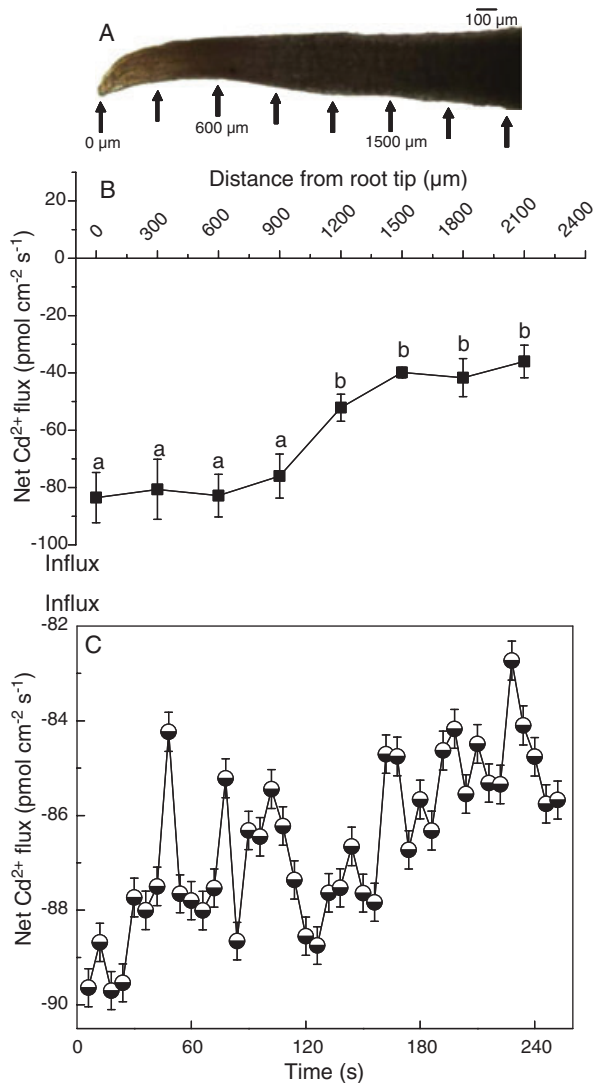 A
100 µm
0 µm
600 µm
1500 µm
B
Distance from root tip (µm)
0 300 600 900 1200 1500 1800 2100 2400
Net Cd²⁺ flux (pmol cm⁻² s⁻¹)
20
0
-20
-40
-60
-80
-100
a a a a b b b b
Influx
Influx
C
Net Cd²⁺ flux (pmol cm⁻² s⁻¹)
-82
-84
-86
-88
-90
0 60 120 180 240
Time (s)